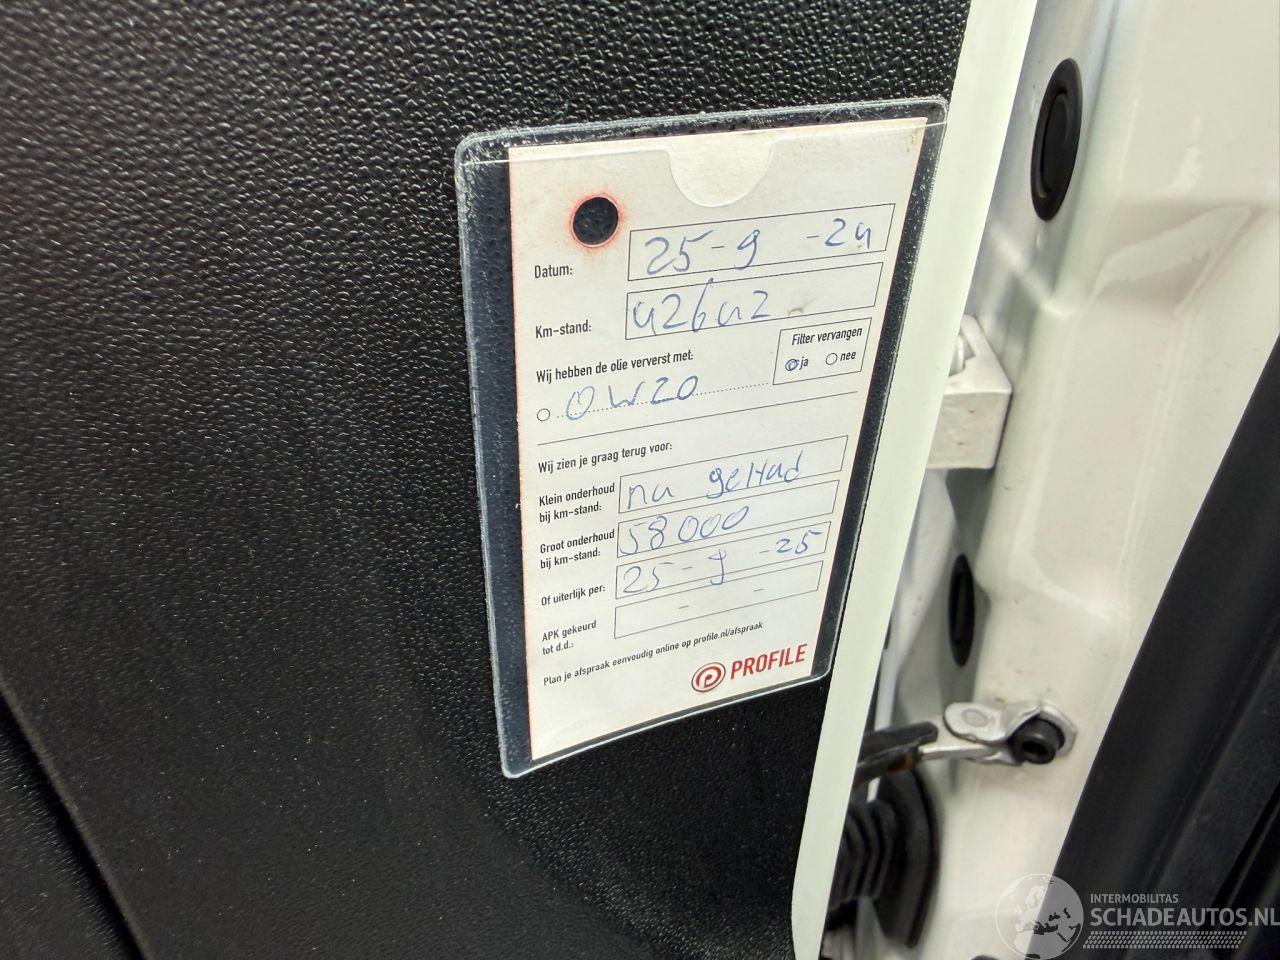 Datum: 25-9-24
Km-stand: 42642
Filter vervangen
ja nee
Wij hebben de olie ververst met:
0W20
Wij zien je graag terug voor:
Klein onderhoud bij km-stand: nu gehad
Groot onderhoud bij km-stand: 58000
Of uiterlijk per: 25-9-25
APK gekeurd tot d.d.: - -
Plan je afspraak eenvoudig online op profile.nl/afspraak
PROFILE
INTERMOBILITAS
SCHADEAUTOS.NL